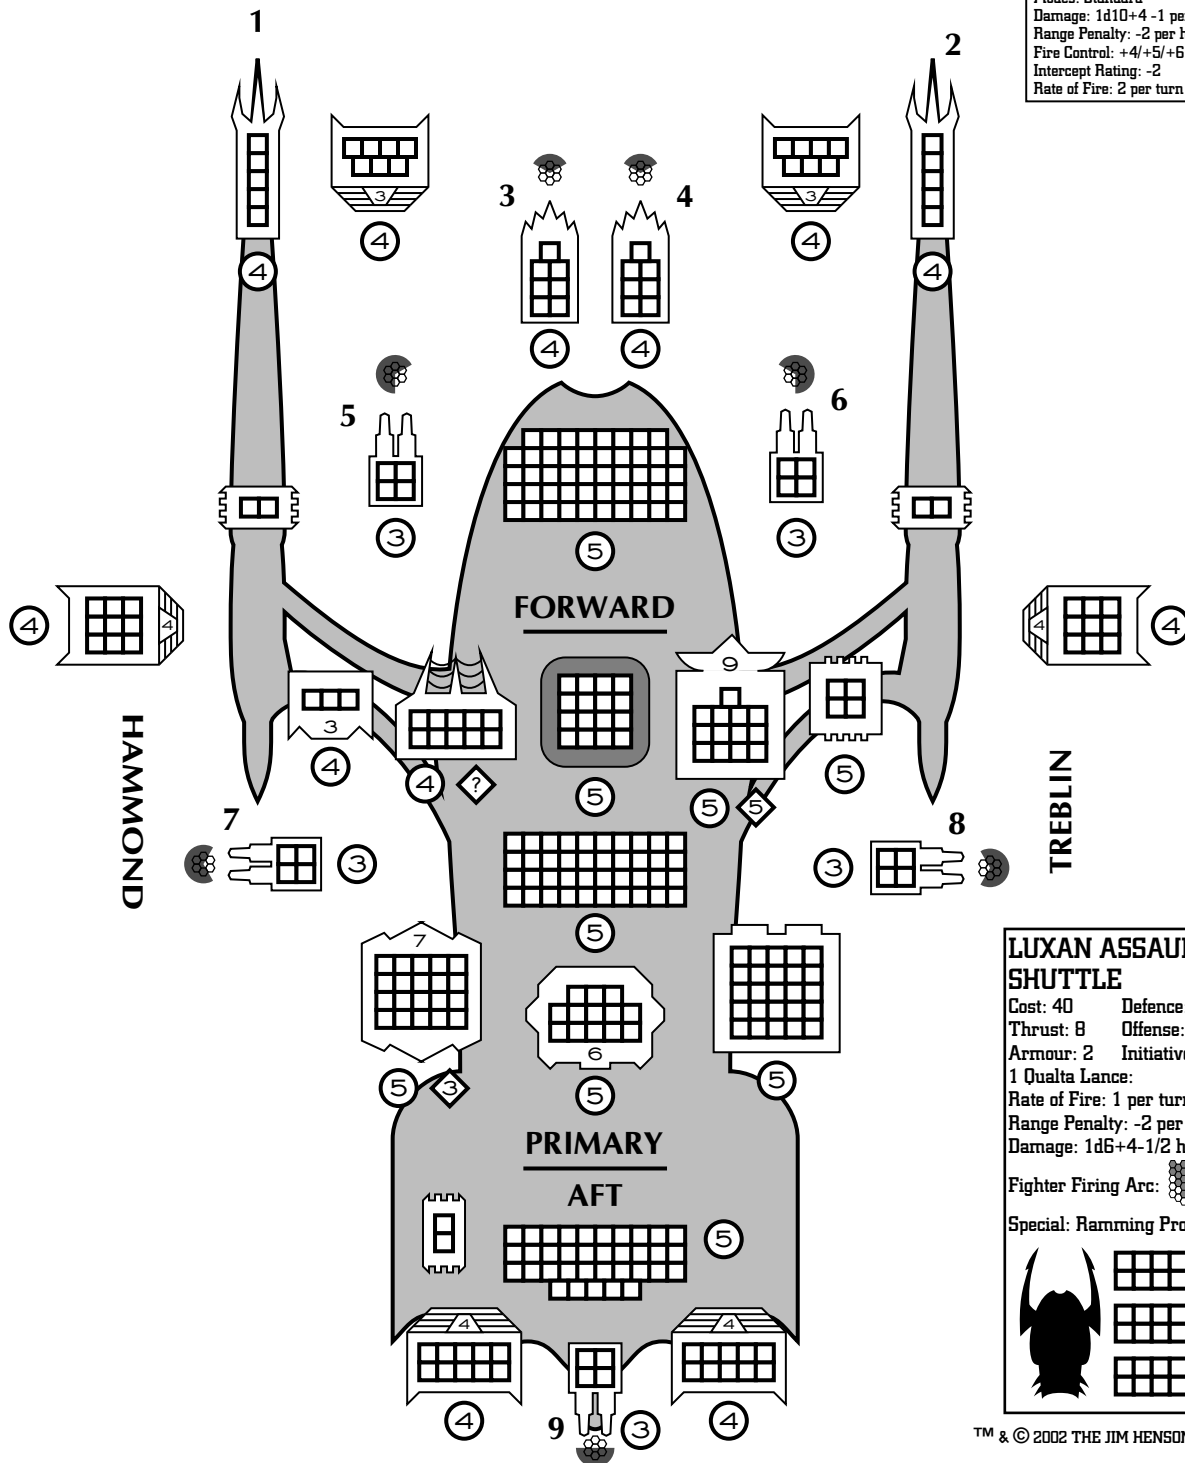 1
Damage: 1d10+4 -1 per
2
Range Penalty: -2 per
Fire Control: +4/+5/+6
Intercept Rating: -2
Rate of Fire: 2 per turn
3
3
3
4
4
4
4
4
4
4
5
6
3
3
5
FORWARD
4
4
4
4
9
3
HAMMOND
4
4
?
5
5
5
5
TREBLIN
7
8
3
3
5
7
6
5
3
5
5
LUXAN
SHUTTLE
Cost: 40 Defence:
Thrust: 8 Offense:
Armour: 2
1 Qualta Lance:
Rate of Fire: 1 per
Range Penalty: -2 per
Damage: 1d6+4-1/2
Fighter Firing Arc:
Special: Ramming
PRIMARY
AFT
5
4
4
4
9
3
4
TM & © 2002 THE JIM